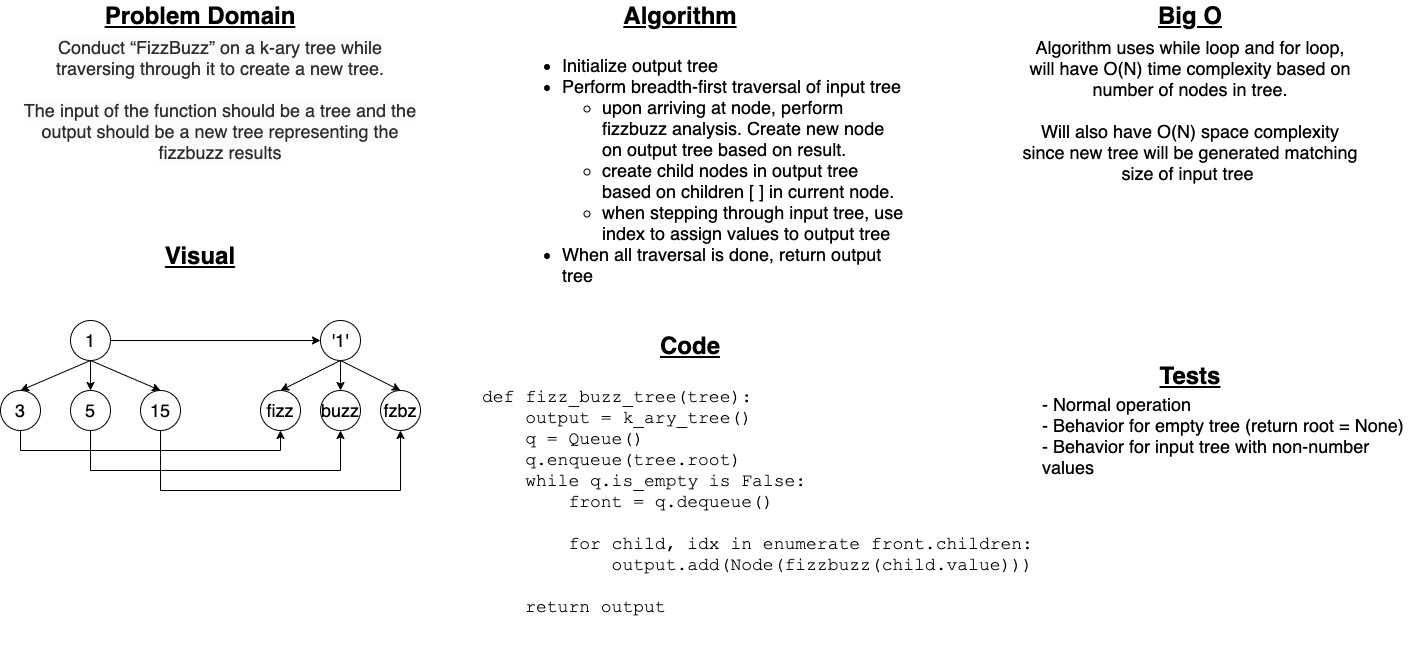 Problem Domain
Conduct “FizzBuzz” on a k-ary tree while
traversing through it to create a new tree.
The input of the function should be a tree and the
output should be a new tree representing the
fizzbuzz results
Visual
1
'1'
3
5
15
fizz
buzz
fzbz
Algorithm
• Initialize output tree
• Perform breadth-first traversal of input tree
○ upon arriving at node, perform
fizzbuzz analysis. Create new node
on output tree based on result.
○ create child nodes in output tree
based on children [ ] in current node.
○ when stepping through input tree, use
index to assign values to output tree
• When all traversal is done, return output
tree
Code
def fizz_buzz_tree(tree):
    output = k_ary_tree()
    q = Queue()
    q.enqueue(tree.root)
    while q.is_empty is False:
        front = q.dequeue()
        for child, idx in enumerate front.children:
            output.add(Node(fizzbuzz(child.value)))
    return output
Big O
Algorithm uses while loop and for loop,
will have O(N) time complexity based on
number of nodes in tree.
Will also have O(N) space complexity
since new tree will be generated matching
size of input tree
Tests
- Normal operation
- Behavior for empty tree (return root = None)
- Behavior for input tree with non-number
values